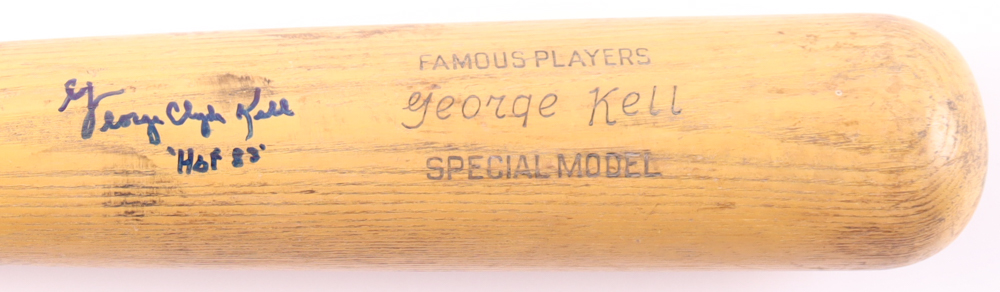 George Clyde Kell
'HOF 83'
FAMOUS PLAYERS
George Kell
SPECIAL MODEL